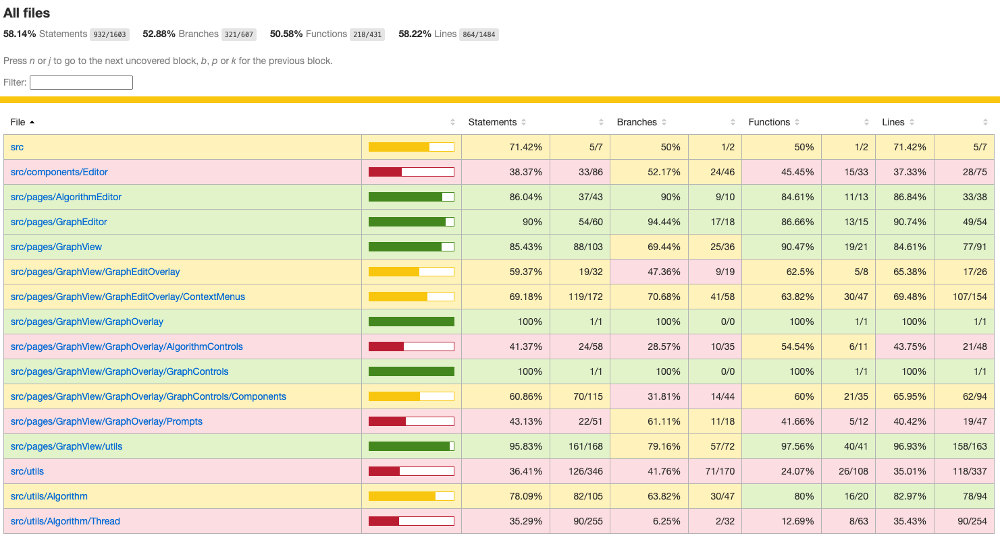 All files
58.14% Statements 932/1603 52.88% Branches 321/607 50.58% Functions 218/431 58.22% Lines 864/1484
Press n or j to go to the next uncovered block, b, p or k for the previous block.
Filter:
File Statements Branches Functions Lines
src 71.42% 5/7 50% 1/2 50% 1/2 71.42% 5/7
src/components/Editor 38.37% 33/86 52.17% 24/46 45.45% 15/33 37.33% 28/75
src/pages/AlgorithmEditor 86.04% 37/43 90% 9/10 84.61% 11/13 86.84% 33/38
src/pages/GraphEditor 90% 54/60 94.44% 17/18 86.66% 13/15 90.74% 49/54
src/pages/GraphView 85.43% 88/103 69.44% 25/36 90.47% 19/21 84.61% 77/91
src/pages/GraphView/GraphEditOverlay 59.37% 19/32 47.36% 9/19 62.5% 5/8 65.38% 17/26
src/pages/GraphView/GraphEditOverlay/ContextMenus 69.18% 119/172 70.68% 41/58 63.82% 30/47 69.48% 107/154
src/pages/GraphView/GraphOverlay 100% 1/1 100% 0/0 100% 1/1 100% 1/1
src/pages/GraphView/GraphOverlay/AlgorithmControls 41.37% 24/58 28.57% 10/35 54.54% 6/11 43.75% 21/48
src/pages/GraphView/GraphOverlay/GraphControls 100% 1/1 100% 0/0 100% 1/1 100% 1/1
src/pages/GraphView/GraphOverlay/GraphControls/Components 60.86% 70/115 31.81% 14/44 60% 21/35 65.95% 62/94
src/pages/GraphView/GraphOverlay/Prompts 43.13% 22/51 61.11% 11/18 41.66% 5/12 40.42% 19/47
src/pages/GraphView/utils 95.83% 161/168 79.16% 57/72 97.56% 40/41 96.93% 158/163
src/utils 36.41% 126/346 41.76% 71/170 24.07% 26/108 35.01% 118/337
src/utils/Algorithm 78.09% 82/105 63.82% 30/47 80% 16/20 82.97% 78/94
src/utils/Algorithm/Thread 35.29% 90/255 6.25% 2/32 12.69% 8/63 35.43% 90/254